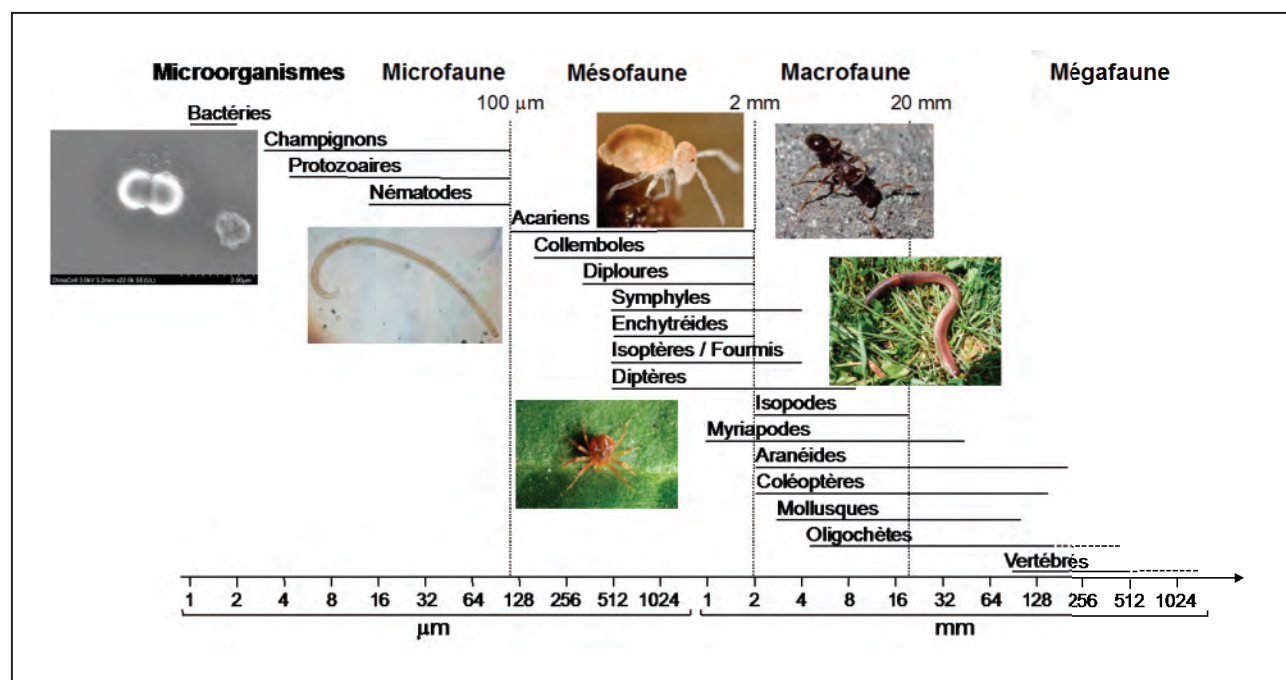 Microorganismes Microfaune Mésofaune Macrofaune Mégafaune
100 µm 2 mm 20 mm
Bactéries
Champignons
Protozoaires
Nématodes
Acariens
Collemboles
Diploures
Symphyles
Enchytréides
Isoptères / Fourmis
Diptères
Isopodes
Myriapodes
Aranéides
Coléoptères
Mollusques
Oligochètes
Vertébrés
1 2 4 8 16 32 64 128 256 512 1024 1 2 4 8 16 32 64 128 256 512 1024
µm mm